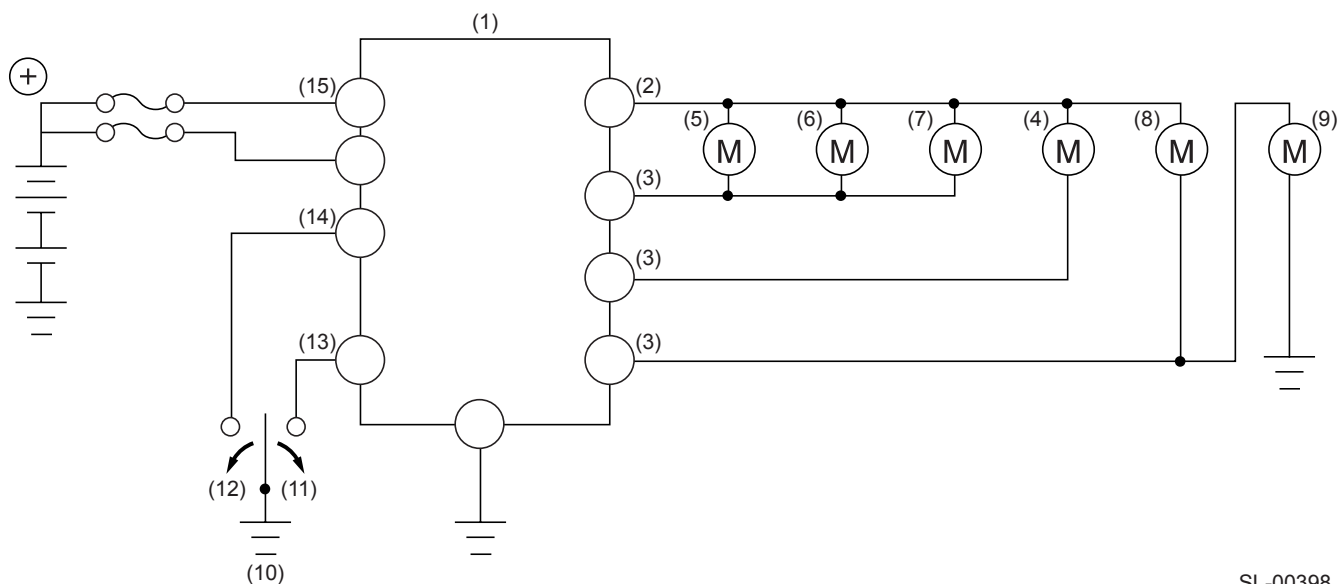 (1)
+
(15)
(2)
(5)
(6)
(7)
(4)
(8)
(9)
M
M
M
M
M
M
(3)
(14)
(3)
(13)
(3)
(12)
(11)
(10)
SL-00398